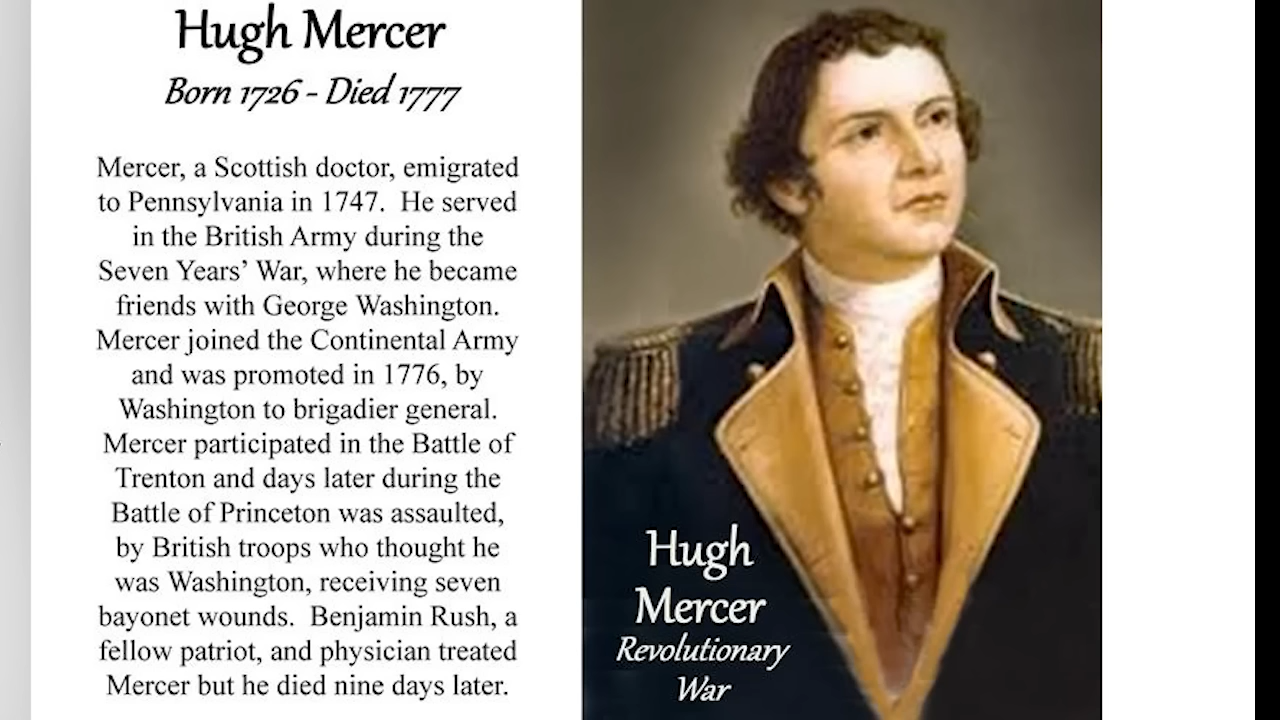 Hugh Mercer
Born 1726 - Died 1777
Mercer, a Scottish doctor, emigrated
to Pennsylvania in 1747.  He served
in the British Army during the
Seven Years’ War, where he became
friends with George Washington.
Mercer joined the Continental Army
and was promoted in 1776, by
Washington to brigadier general.
Mercer participated in the Battle of
Trenton and days later during the
Battle of Princeton was assaulted,
by British troops who thought he
was Washington, receiving seven
bayonet wounds.  Benjamin Rush, a
fellow patriot, and physician treated
Mercer but he died nine days later.
Hugh
Mercer
Revolutionary
War